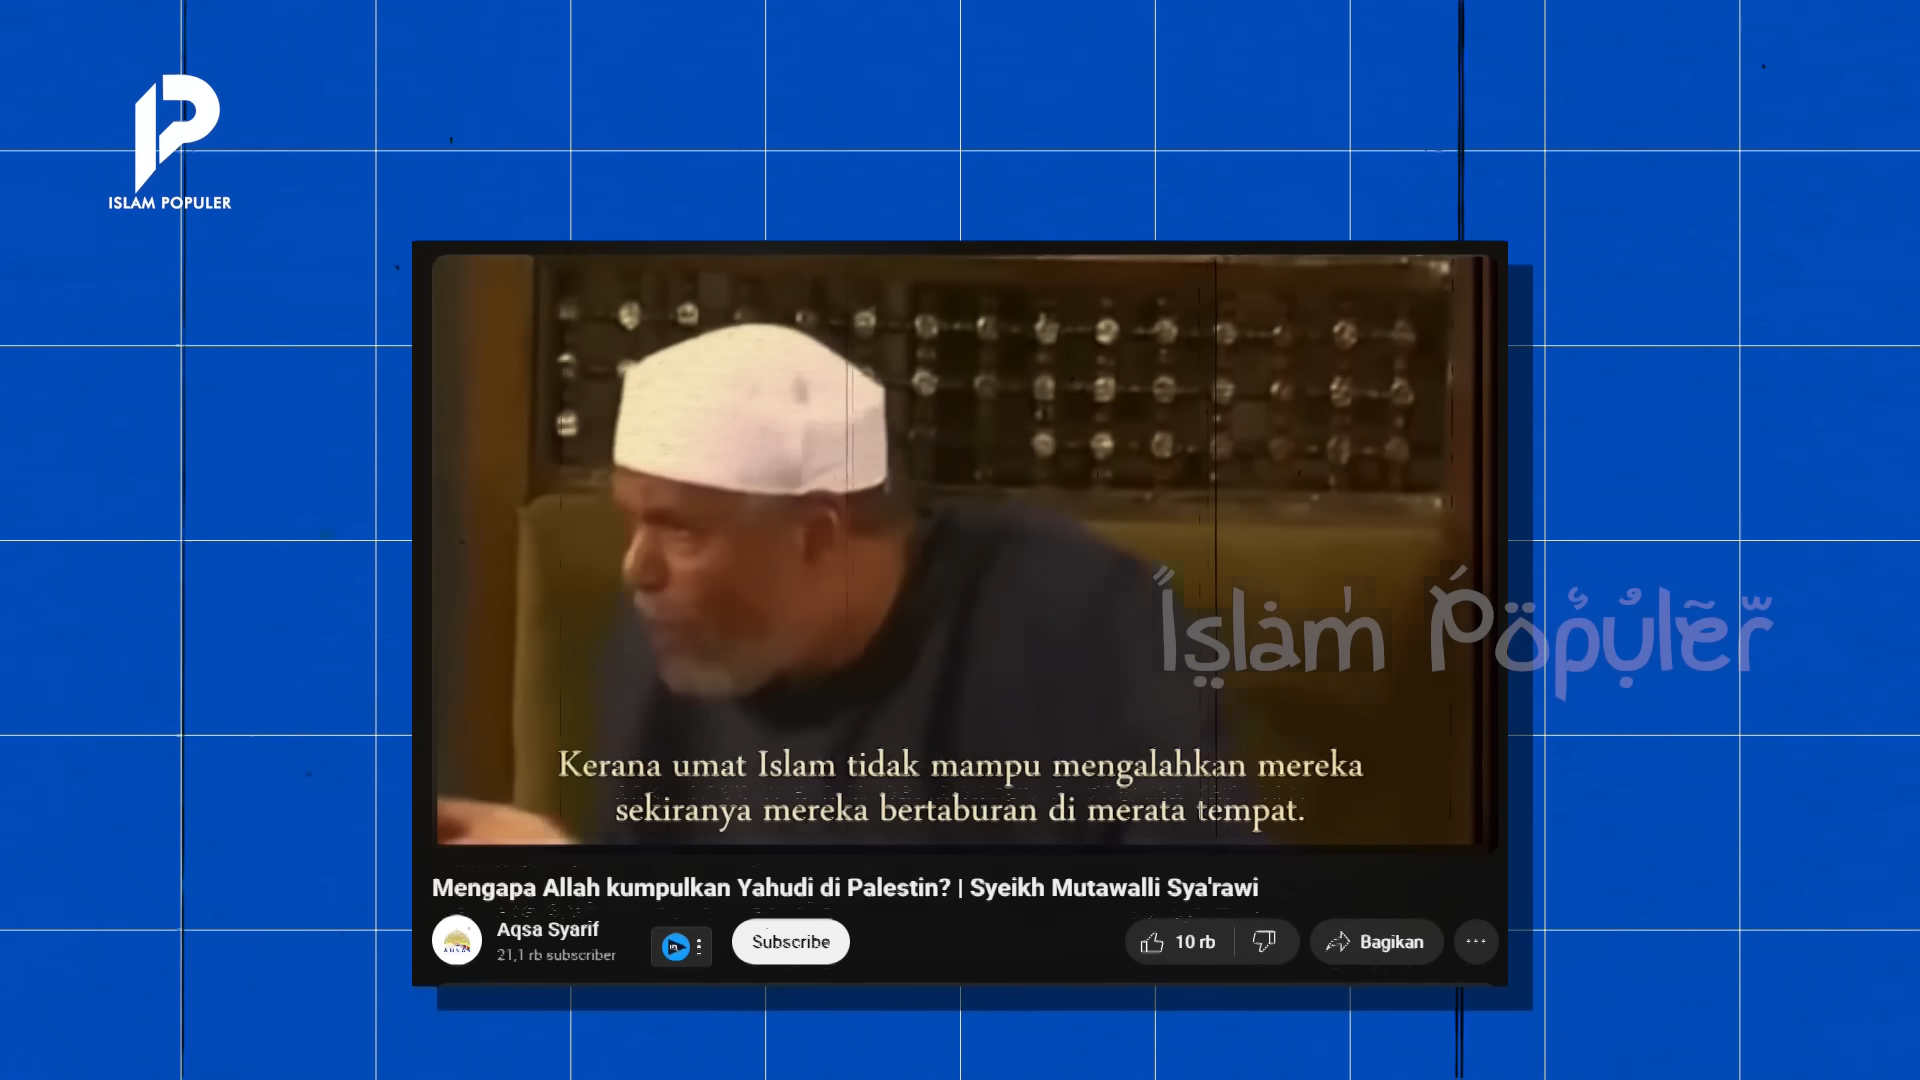 ISLAM POPULER
Islam Populer
Kerana umat Islam tidak mampu mengalahkan mereka
sekiranya mereka bertaburan di merata tempat.
Mengapa Allah kumpulkan Yahudi di Palestin? | Syeikh Mutawalli Sya'rawi
Aqsa Syarif
21,1 rb subscriber
Subscribe
10 rb
Bagikan